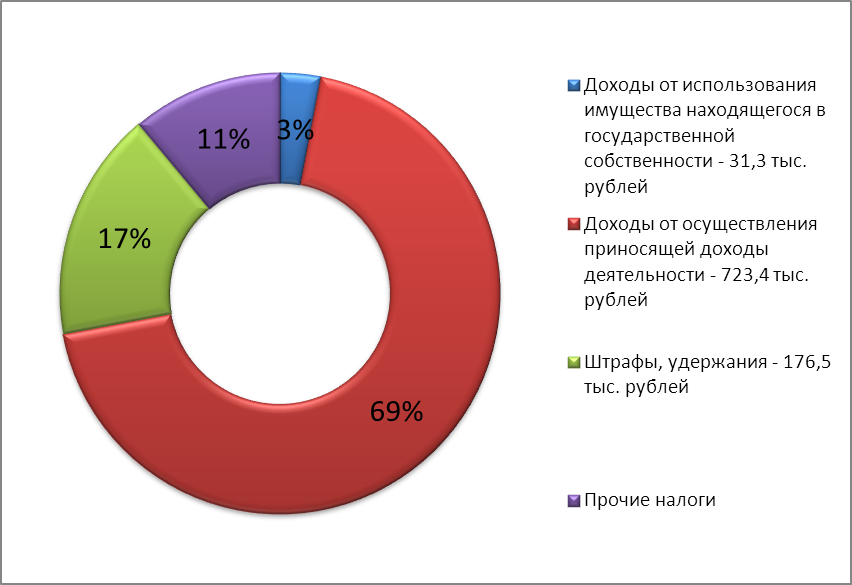 3%
11%
17%
69%
Доходы от использования
имущества находящегося в
государственной
собственности - 31,3 тыс.
рублей
Доходы от осуществления
приносящей доходы
деятельности - 723,4 тыс.
рублей
Штрафы, удержания - 176,5
тыс. рублей
Прочие налоги